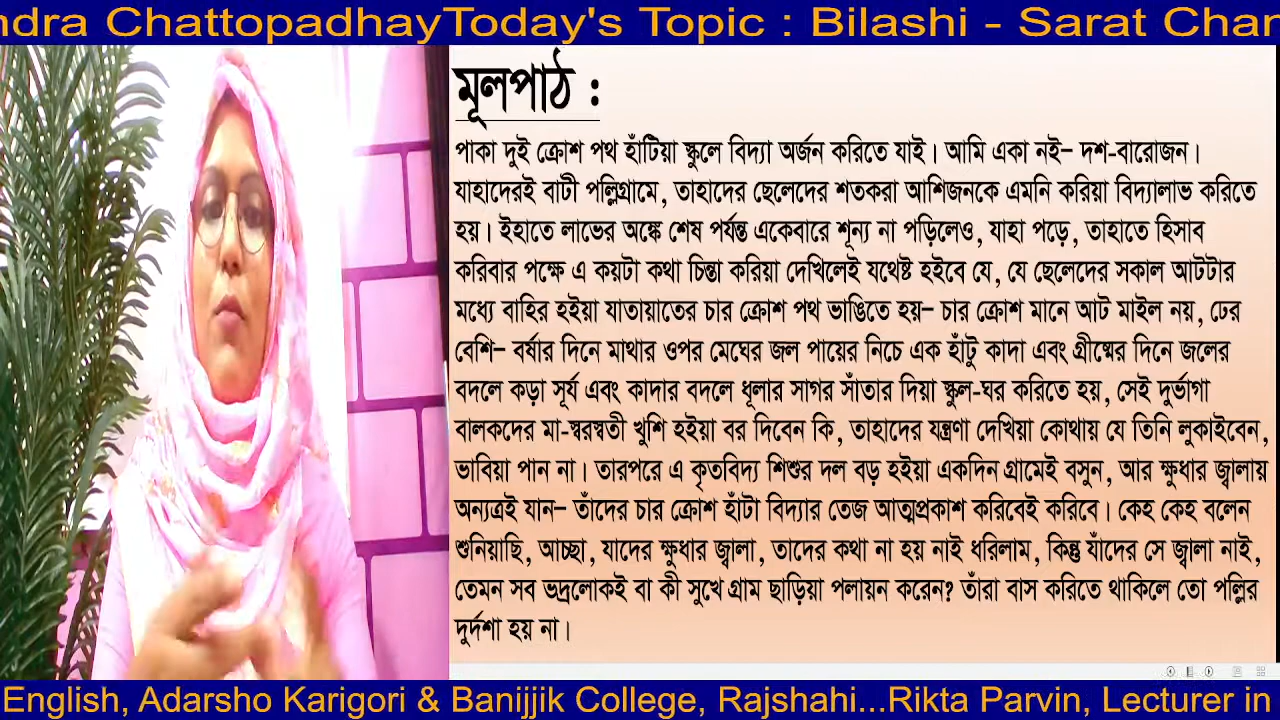 ndra ChattopadhayToday's Topic : Bilashi - Sarat Chan
মূলপাঠ :
পাকা দুই ক্রোশ পথ হাঁটিয়া স্কুলে বিদ্যা অর্জন করিতে যাই। আমি একা নই– দশ-বারোজন।
যাহাদেরই বাটী পল্লিগ্রামে, তাহাদের ছেলেদের শতকরা আশিজনকে এমনি করিয়া বিদ্যালাভ করিতে
হয়। ইহাতে লাভের অঙ্কে শেষ পর্যন্ত একেবারে শূন্য না পড়িলেও, যাহা পড়ে, তাহাতে হিসাব
করিবার পক্ষে এ কয়টা কথা চিন্তা করিয়া দেখিলেই যথেষ্ট হইবে যে, যে ছেলেদের সকাল আটটার
মধ্যে বাহির হইয়া যাতায়াতের চার ক্রোশ পথ ভাঙিতে হয়– চার ক্রোশ মানে আট মাইল নয়, ঢের
বেশি– বর্ষার দিনে মাথার ওপর মেঘের জল পায়ের নিচে এক হাঁটু কাদা এবং গ্রীষ্মের দিনে জলের
বদলে কড়া সূর্য এবং কাদার বদলে ধূলার সাগর সাঁতার দিয়া স্কুল-ঘর করিতে হয়, সেই দুর্ভাগা
বালকদের মা-স্বরস্বতী খুশি হইয়া বর দিবেন কি, তাহাদের যন্ত্রণা দেখিয়া কোথায় যে তিনি লুকাইবেন,
ভাবিয়া পান না। তারপরে এ কৃতবিদ্য শিশুর দল বড় হইয়া একদিন গ্রামেই বসুন, আর ক্ষুধার জ্বালায়
অন্যত্রই যান– তাঁদের চার ক্রোশ হাঁটা বিদ্যার তেজ আত্মপ্রকাশ করিবেই করিবে। কেহ কেহ বলেন
শুনিয়াছি, আচ্ছা, যাদের ক্ষুধার জ্বালা, তাদের কথা না হয় নাই ধরিলাম, কিন্তু যাঁদের সে জ্বালা নাই,
তেমন সব ভদ্রলোকই বা কী সুখে গ্রাম ছাড়িয়া পলায়ন করেন? তাঁরা বাস করিতে থাকিলে তো পল্লির
দুর্দশা হয় না।
English, Adarsho Karigori & Banijjik College, Rajshahi...Rikta Parvin, Lecturer in